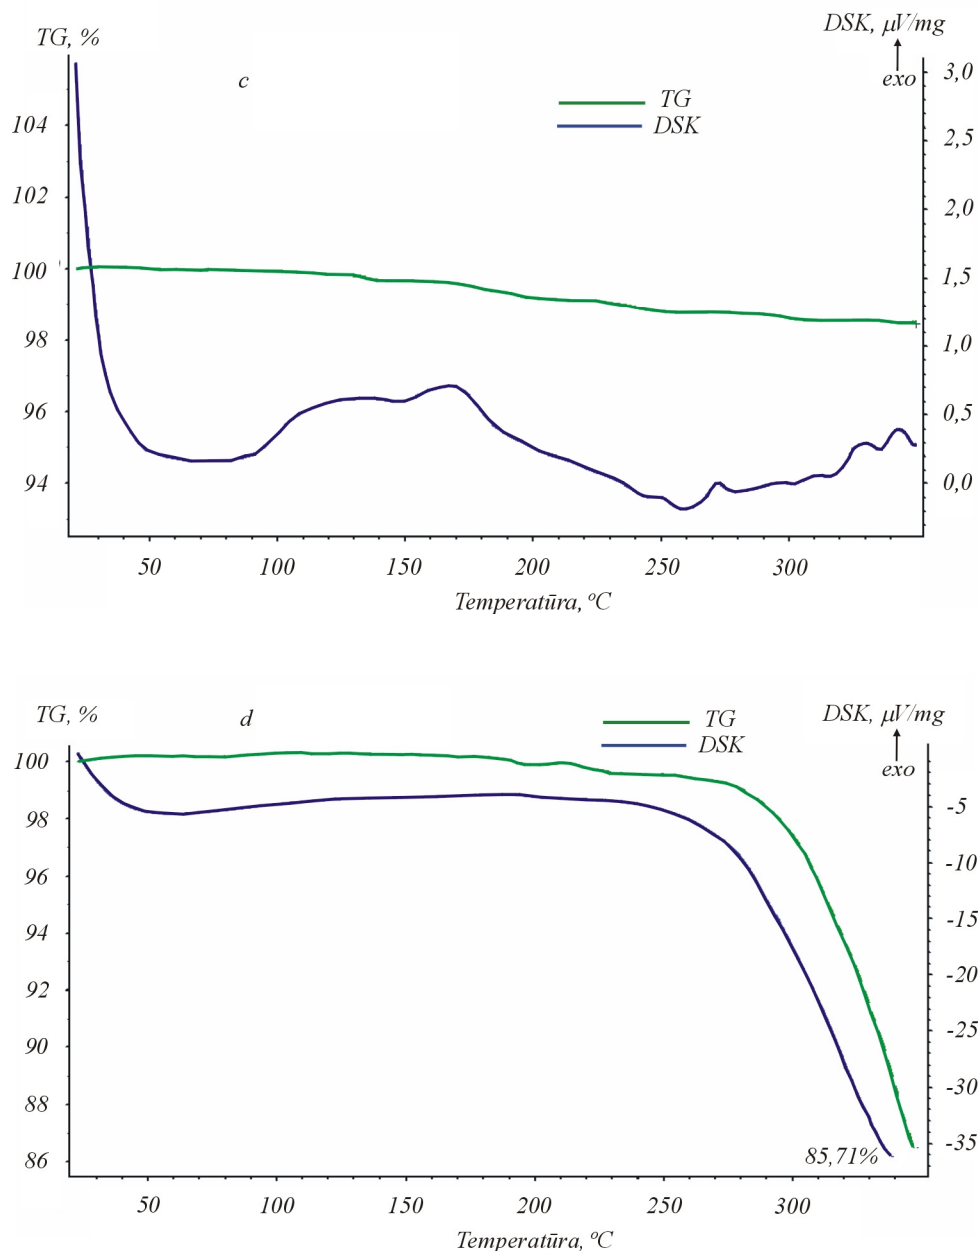 TG, %
DSK, μV/mg
exo
c
TG
DSK
104
102
100
98
96
94
3,0
2,5
2,0
1,5
1,0
0,5
0,0
50 100 150 200 250 300
Temperatūra, ºC
TG, %
d
TG
DSK
DSK, μV/mg
exo
100
98
96
94
92
90
88
86
-5
-10
-15
-20
-25
-30
-35
85,71%
50 100 150 200 250 300
Temperatūra, ºC